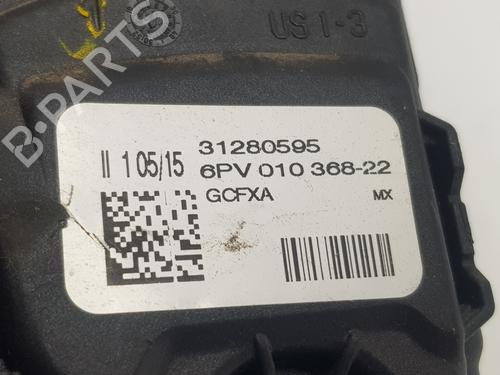 US 1-3
B-PARTS
31280595
II 1 05/15 6PV 010 368-22
GCFXA MX